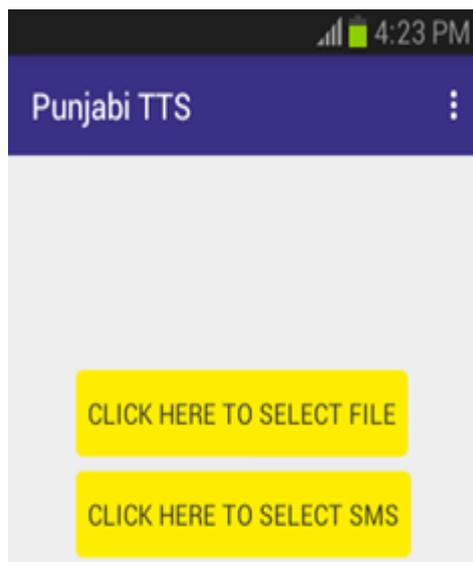 4:23 PM
Punjabi TTS
CLICK HERE TO SELECT FILE
CLICK HERE TO SELECT SMS